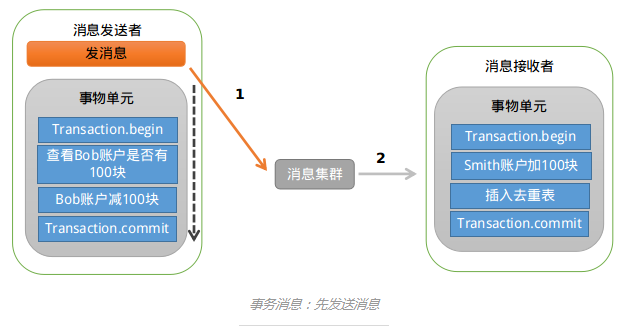 消息发送者
发消息
事物单元
Transaction.begin
查看Bob账户是否有
100块
Bob账户减100块
Transaction.commit
1
消息集群
2
消息接收者
事物单元
Transaction.begin
Smith账户加100块
插入去重表
Transaction.commit
事务消息：先发送消息